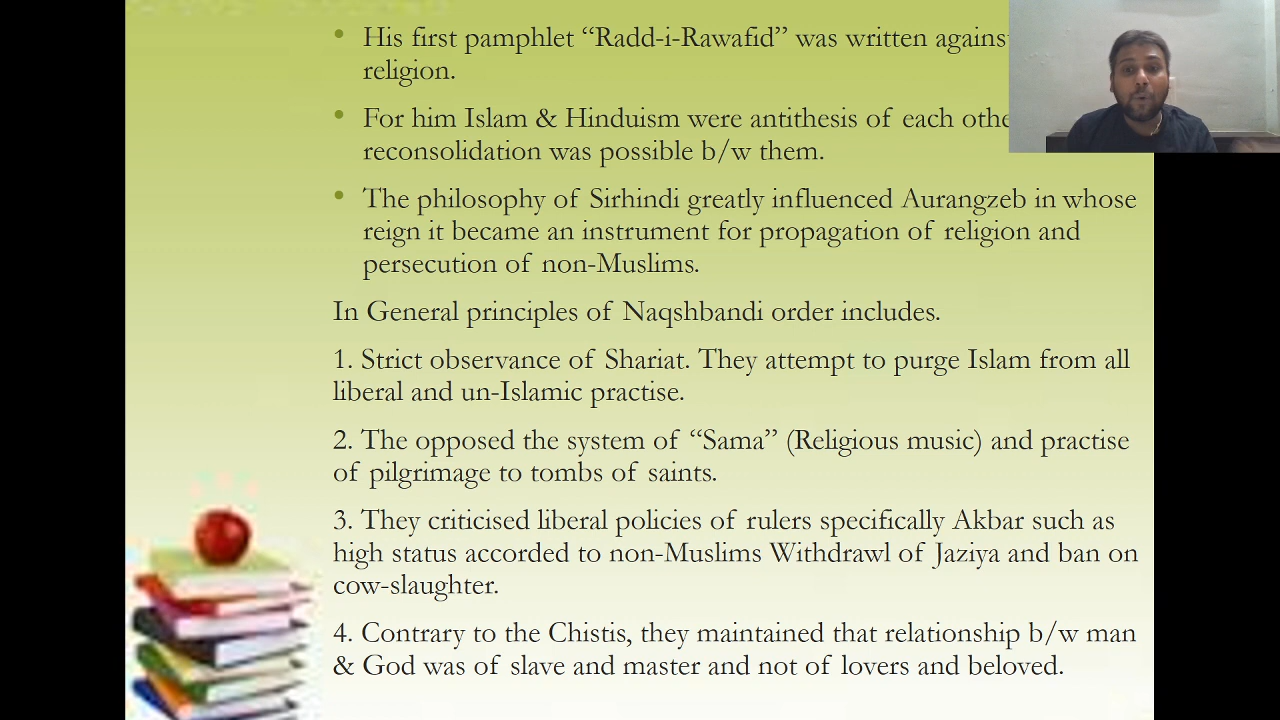 • His first pamphlet “Radd-i-Rawafid” was written agains
religion.
• For him Islam & Hinduism were antithesis of each othe
reconsolidation was possible b/w them.
• The philosophy of Sirhindi greatly influenced Aurangzeb in whose
reign it became an instrument for propagation of religion and
persecution of non-Muslims.
In General principles of Naqshbandi order includes.
1. Strict observance of Shariat. They attempt to purge Islam from all
liberal and un-Islamic practise.
2. The opposed the system of “Sama” (Religious music) and practise
of pilgrimage to tombs of saints.
3. They criticised liberal policies of rulers specifically Akbar such as
high status accorded to non-Muslims Withdrawl of Jaziya and ban on
cow-slaughter.
4. Contrary to the Chistis, they maintained that relationship b/w man
& God was of slave and master and not of lovers and beloved.